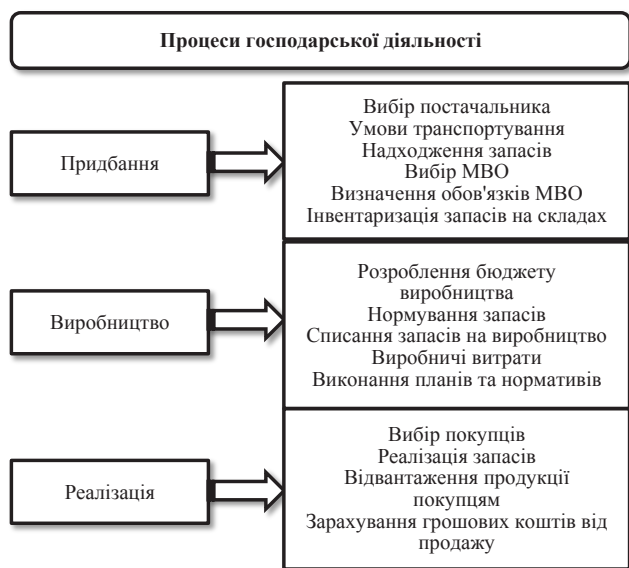 Процеси господарської діяльності
Придбання
Вибір постачальника
Умови транспортування
Надходження запасів
Вибір МВО
Визначення обов'язків МВО
Інвентаризація запасів на складах
Виробництво
Розроблення бюджету
виробництва
Нормування запасів
Списання запасів на виробництво
Виробничі витрати
Виконання планів та нормативів
Реалізація
Вибір покупців
Реалізація запасів
Відвантаження продукції
покупцям
Зарахування грошових коштів від
продажу